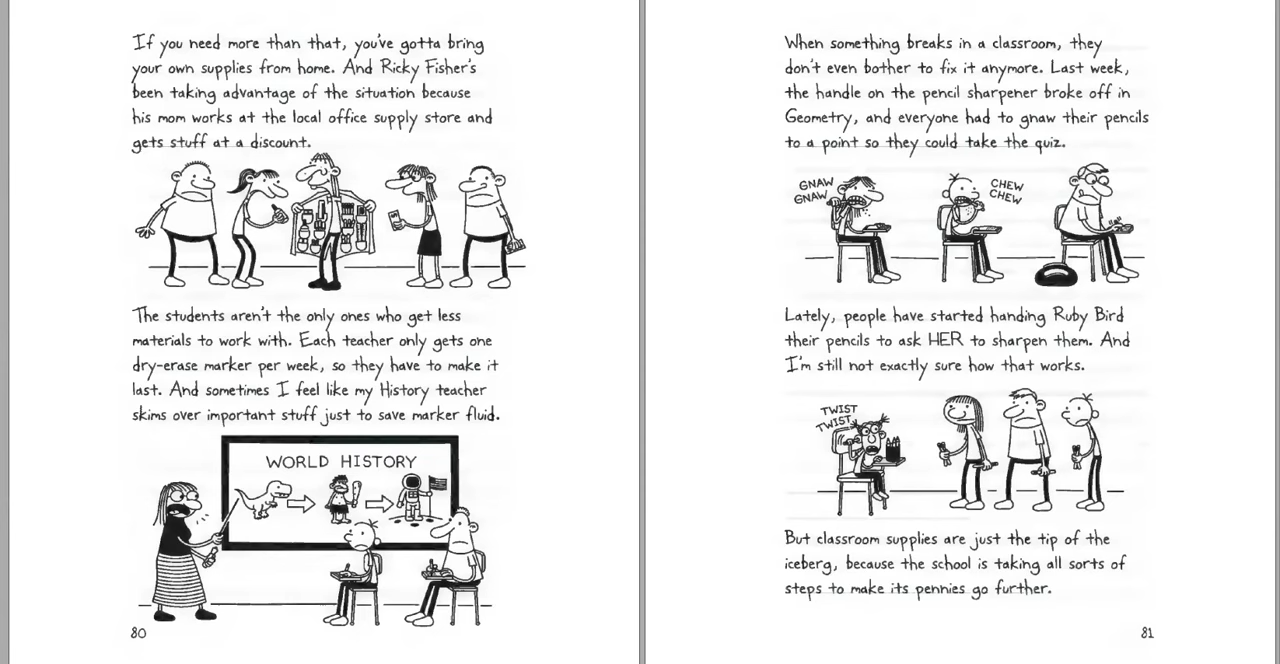 If you need more than that, you've gotta bring
your own supplies from home. And Ricky Fisher's
been taking advantage of the situation because
his mom works at the local office supply store and
gets stuff at a discount.
The students aren't the only ones who get less
materials to work with. Each teacher only gets one
dry-erase marker per week, so they have to make it
last. And sometimes I feel like my History teacher
skims over important stuff just to save marker fluid.
WORLD HISTORY
80
When something breaks in a classroom, they
don't even bother to fix it anymore. Last week,
the handle on the pencil sharpener broke off in
Geometry, and everyone had to gnaw their pencils
to a point so they could take the quiz.
GNAW
GNAW
CHEW
CHEW
Lately, people have started handing Ruby Bird
their pencils to ask HER to sharpen them. And
I'm still not exactly sure how that works.
TWIST
TWIST
But classroom supplies are just the tip of the
iceberg, because the school is taking all sorts of
steps to make its pennies go further.
81